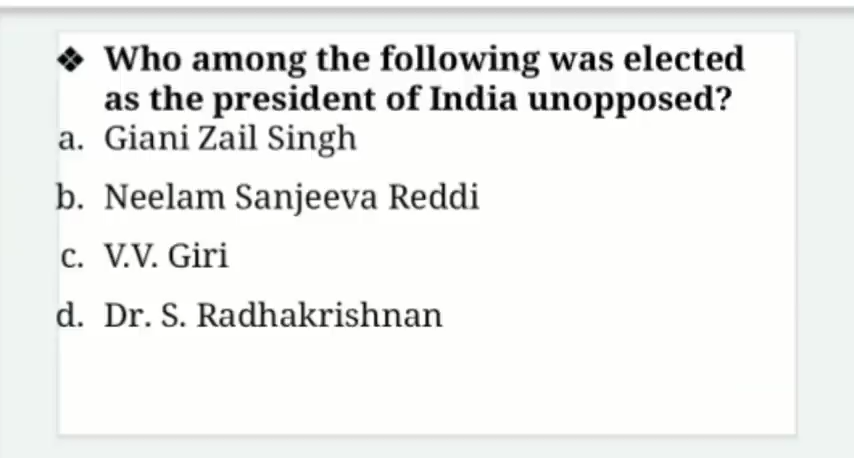 ❖ Who among the following was elected
as the president of India unopposed?
a. Giani Zail Singh
b. Neelam Sanjeeva Reddi
c. V.V. Giri
d. Dr. S. Radhakrishnan